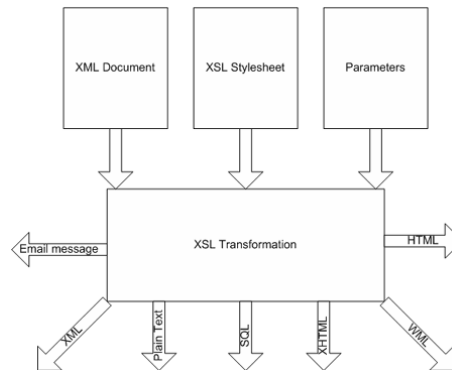 XML Document
XSL Stylesheet
Parameters
XSL Transformation
Email message
HTML
XML
Plain Text
SQL
XHTML
WML